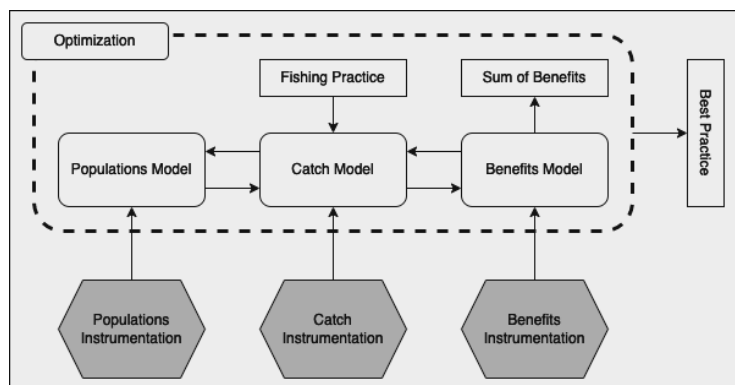 Optimization
Fishing Practice
Sum of Benefits
Best Practice
Populations Model
Catch Model
Benefits Model
Populations
Instrumentation
Catch
Instrumentation
Benefits
Instrumentation